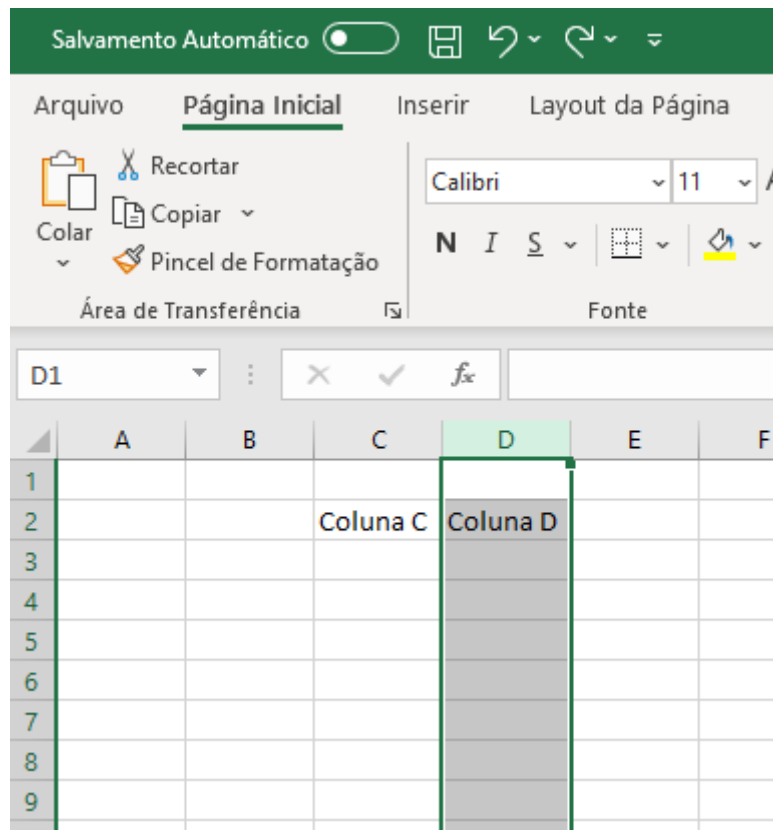 Salvamento Automático
Arquivo Página Inicial Inserir Layout da Página
Recortar
Copiar
Colar
Pincel de Formatação
Área de Transferência
Calibri 11
N I S
Fonte
D1 fx
A B C D E F
1
2 Coluna C Coluna D
3
4
5
6
7
8
9